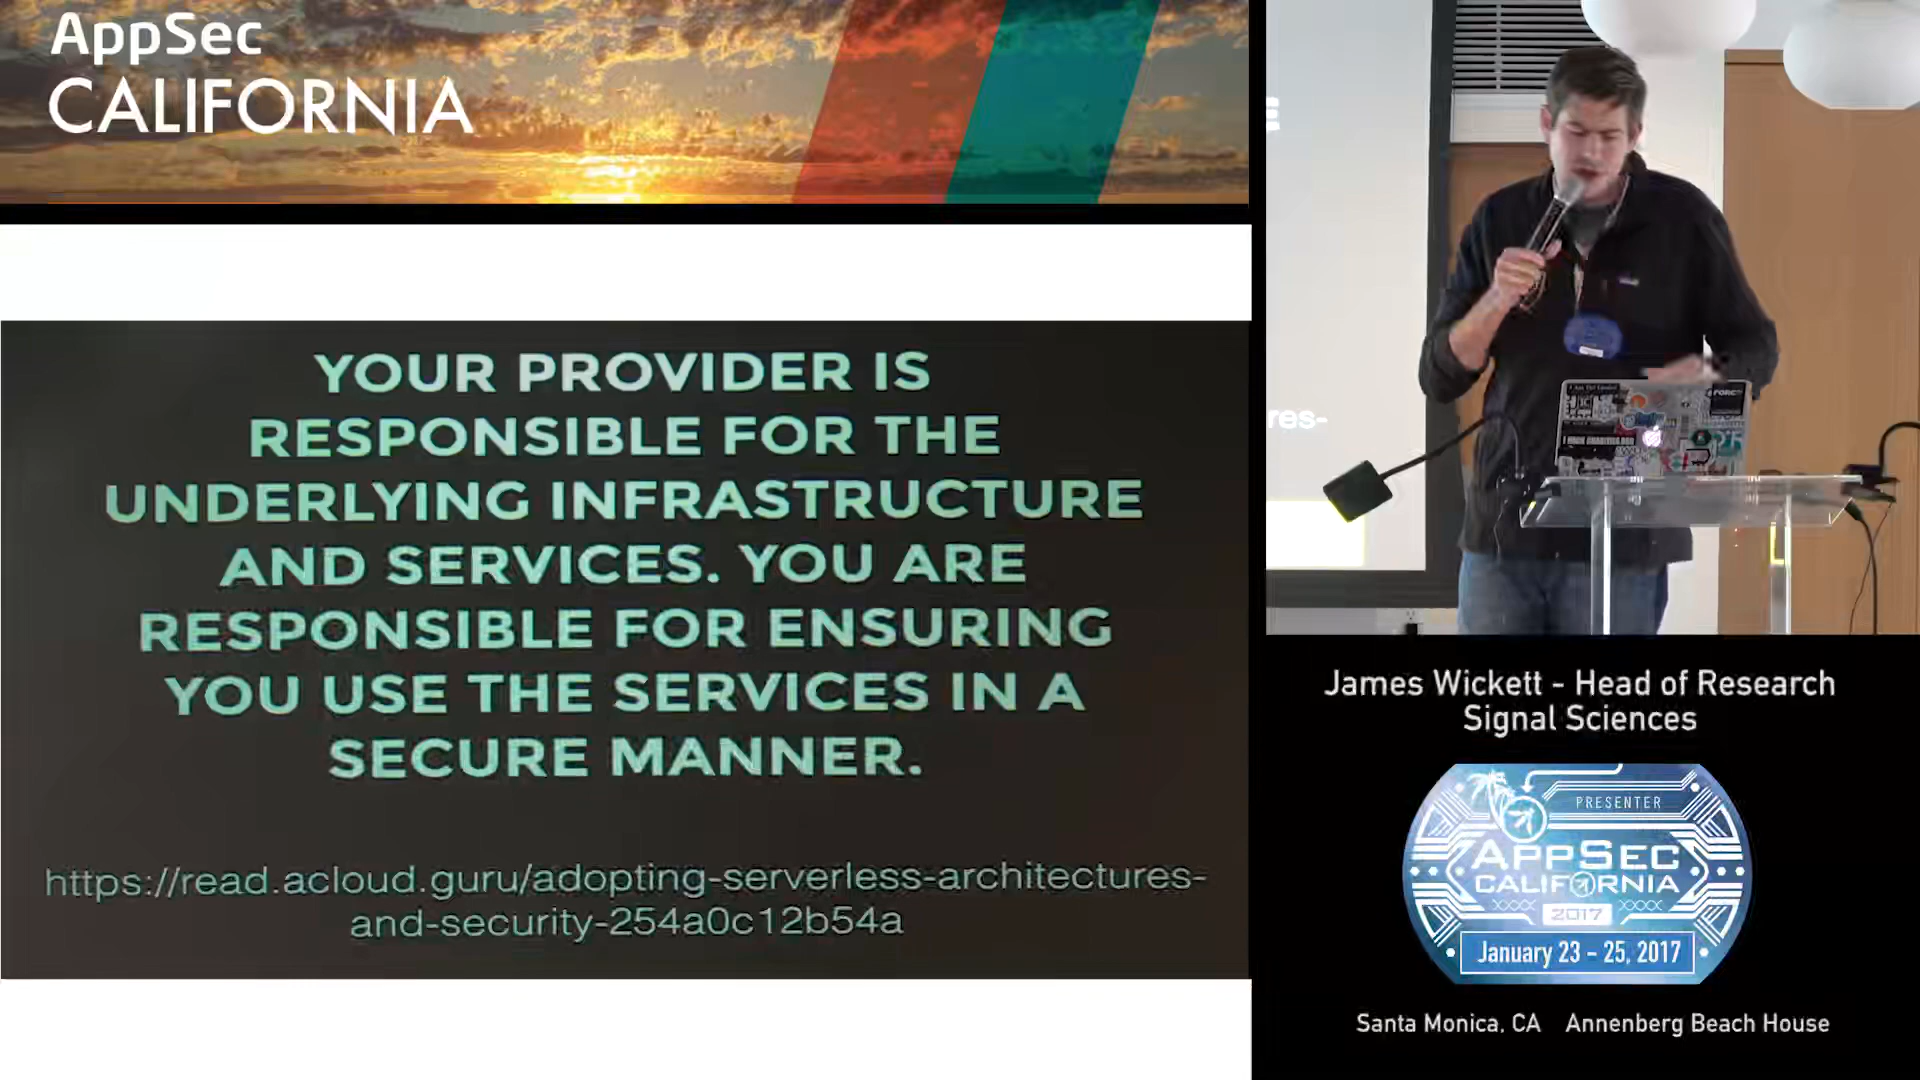 AppSec
CALIFORNIA
YOUR PROVIDER IS
RESPONSIBLE FOR THE
UNDERLYING INFRASTRUCTURE
AND SERVICES. YOU ARE
RESPONSIBLE FOR ENSURING
YOU USE THE SERVICES IN A
SECURE MANNER.
https://read.acloud.guru/adopting-serverless-architectures-
and-security-254a0c12b54a
res-
James Wickett - Head of Research
Signal Sciences
PRESENTER
APPSEC
CALIFORNIA
2017
January 23 - 25, 2017
Santa Monica, CA Annenberg Beach House